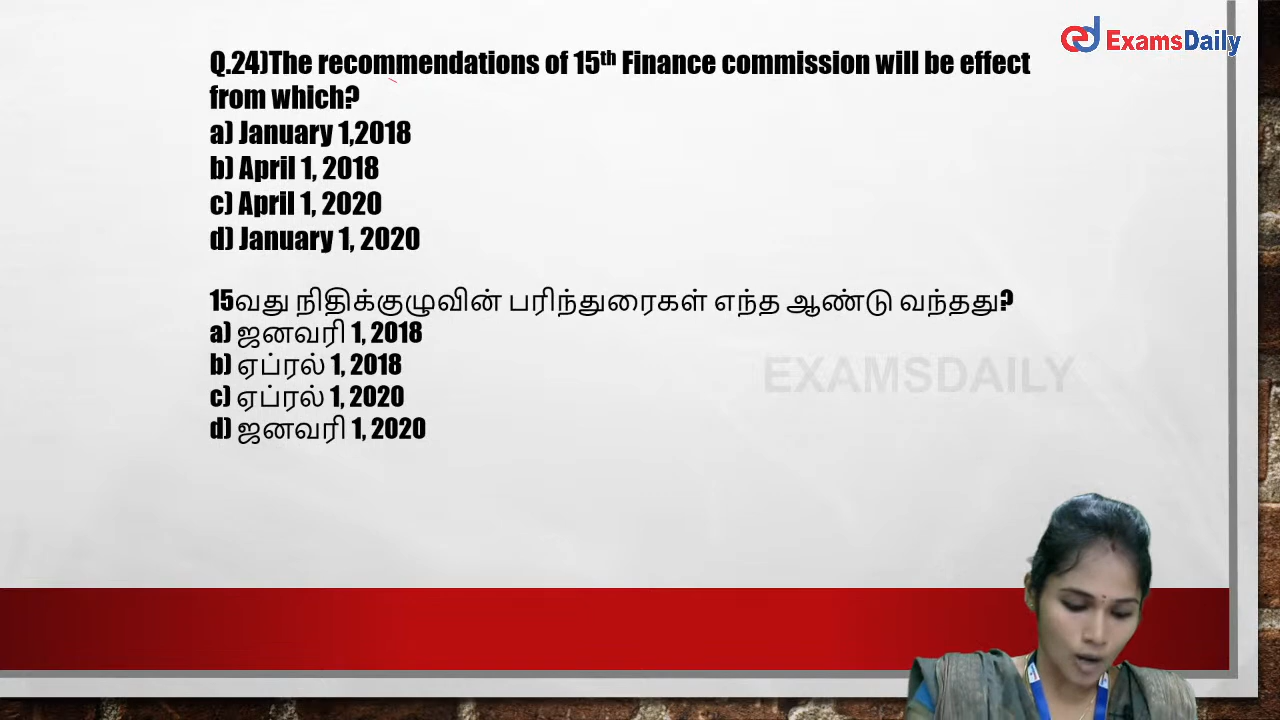 ExamsDaily
Q.24)The recommendations of 15th Finance commission will be effect
from which?
a) January 1,2018
b) April 1, 2018
c) April 1, 2020
d) January 1, 2020
15வது நிதிக்குழுவின் பரிந்துரைகள் எந்த ஆண்டு வந்தது?
a) ஜனவரி 1, 2018
b) ஏப்ரல் 1, 2018
c) ஏப்ரல் 1, 2020
d) ஜனவரி 1, 2020
EXAMSDAILY